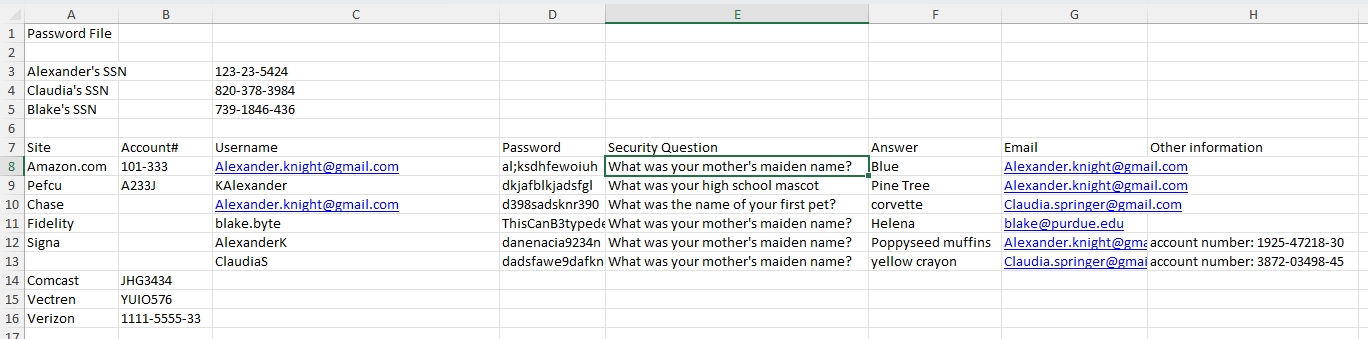 A B C D E F G H
1 Password File
2
3 Alexander's SSN 123-23-5424
4 Claudia's SSN 820-378-3984
5 Blake's SSN 739-1846-436
6
7 Site Account# Username Password Security Question Answer Email Other information
8 Amazon.com 101-333 Alexander.knight@gmail.com al;ksdhfewoiuh What was your mother's maiden name? Blue Alexander.knight@gmail.com
9 Pefcu A233J KAlexander dkjafblkjadsfgl What was your high school mascot Pine Tree Alexander.knight@gmail.com
10 Chase Alexander.knight@gmail.com d398sadsknr390 What was the name of your first pet? corvette Claudia.springer@gmail.com
11 Fidelity blake.byte ThisCanB3typede What was your mother's maiden name? Helena blake@purdue.edu
12 Signa AlexanderK danenacia9234n What was your mother's maiden name? Poppyseed muffins Alexander.knight@gma account number: 1925-47218-30
13 ClaudiaS dadsfawe9dafkn What was your mother's maiden name? yellow crayon Claudia.springer@gmai account number: 3872-03498-45
14 Comcast JHG3434
15 Vectren YUIO576
16 Verizon 1111-5555-33
17